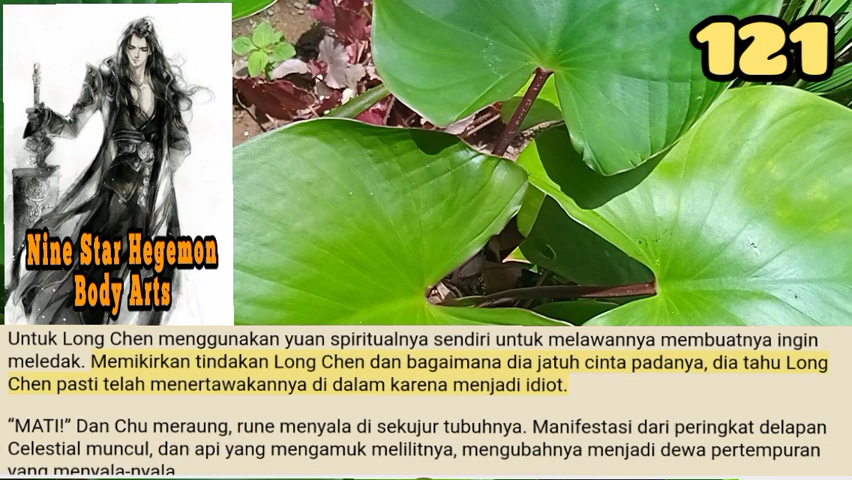 121
Nine Star Hegemon
Body Arts
Untuk Long Chen menggunakan yuan spiritualnya sendiri untuk melawannya membuatnya ingin
meledak. Memikirkan tindakan Long Chen dan bagaimana dia jatuh cinta padanya, dia tahu Long
Chen pasti telah menertawakannya di dalam karena menjadi idiot.
“MATI!” Dan Chu meraung, rune menyala di sekujur tubuhnya. Manifestasi dari peringkat delapan
Celestial muncul, dan api yang mengamuk melilitnya, mengubahnya menjadi dewa pertempuran
yang menyala-nyala